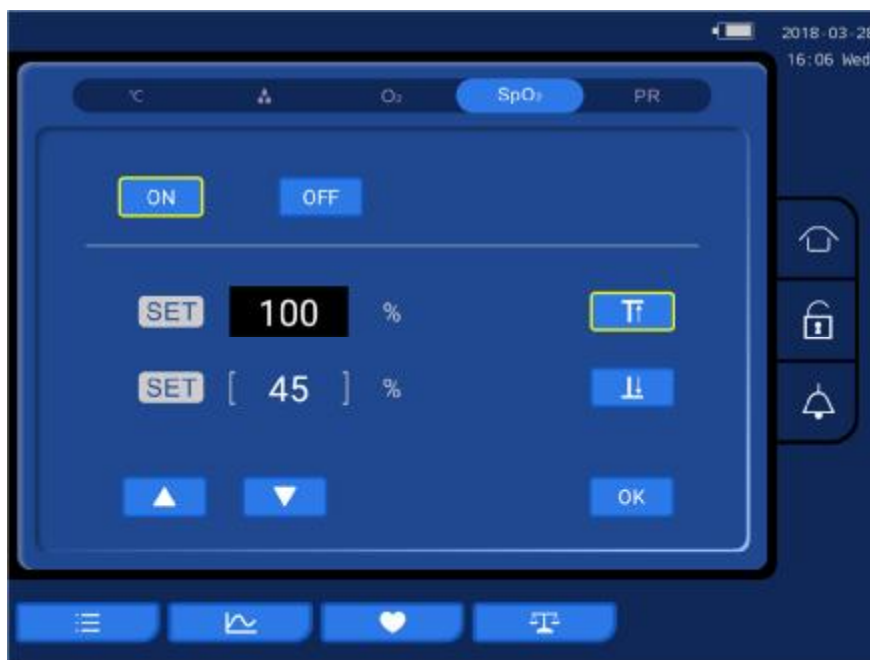 2018-03-28
16:06 Wed
℃ O₂ SpO₂ PR
ON OFF
SET 100 %
SET [ 45 ] %
OK